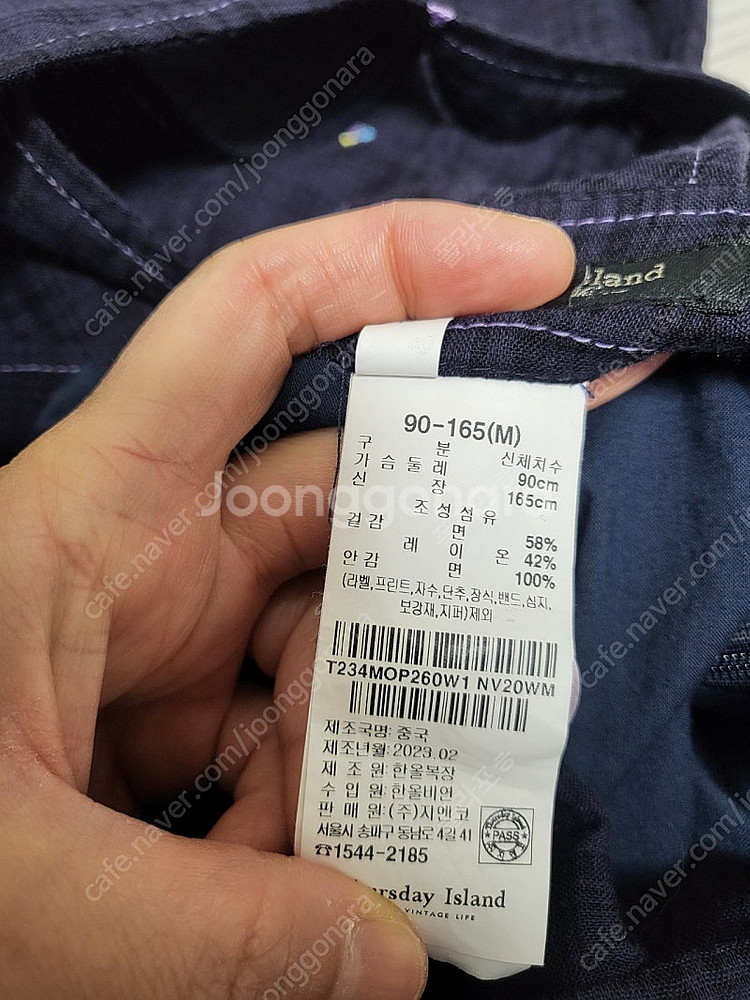 land
90-165(M)
구 분 신체치수
가 슴 둘 레 90cm
신 장 165cm
조 성 섬 유
겉 감 면 58%
레 이 온 42%
안 감 면 100%
(라벨,프린트,자수,단추,장식,밴드,심지,
보강재,지퍼)제외
T234MOP260W1 NV20WM
제조국명: 중국
제조년월: 2023.02
제 조 원: 한올복장
수 입 원: 한올비연
판 매 원: (주)지엔코
서울시 송파구 동남로 4길 41
☎1544-2185
PASS
rsday Island
VINTAGE LIFE
Joonggonara
cafe.naver.com/joonggonara